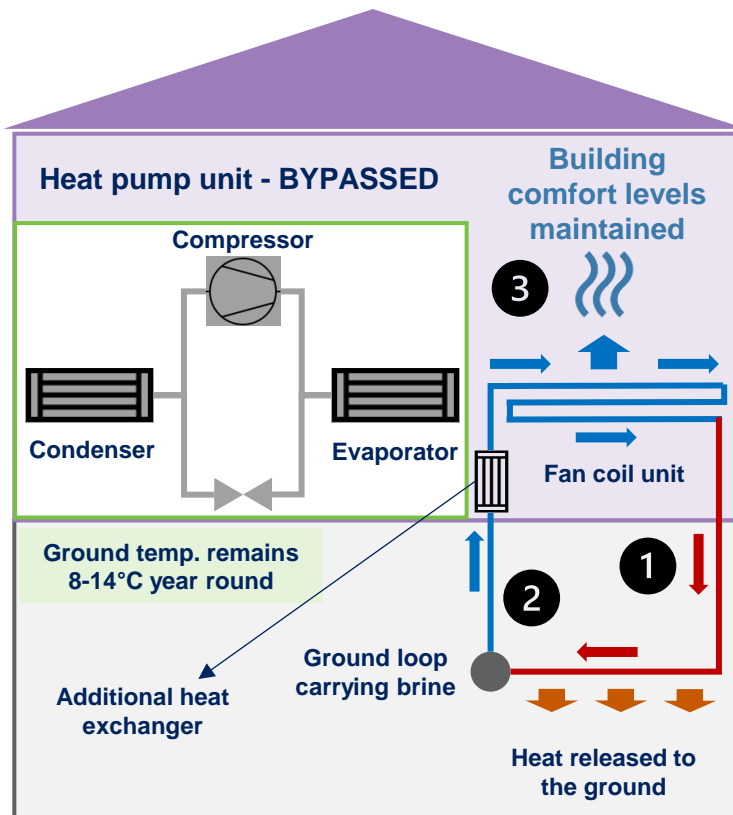 Heat pump unit - BYPASSED
Building
comfort levels
maintained
Compressor
3
Condenser
Evaporator
Fan coil unit
Ground temp. remains
8-14°C year round
1
2
Ground loop
carrying brine
Additional heat
exchanger
Heat released to
the ground